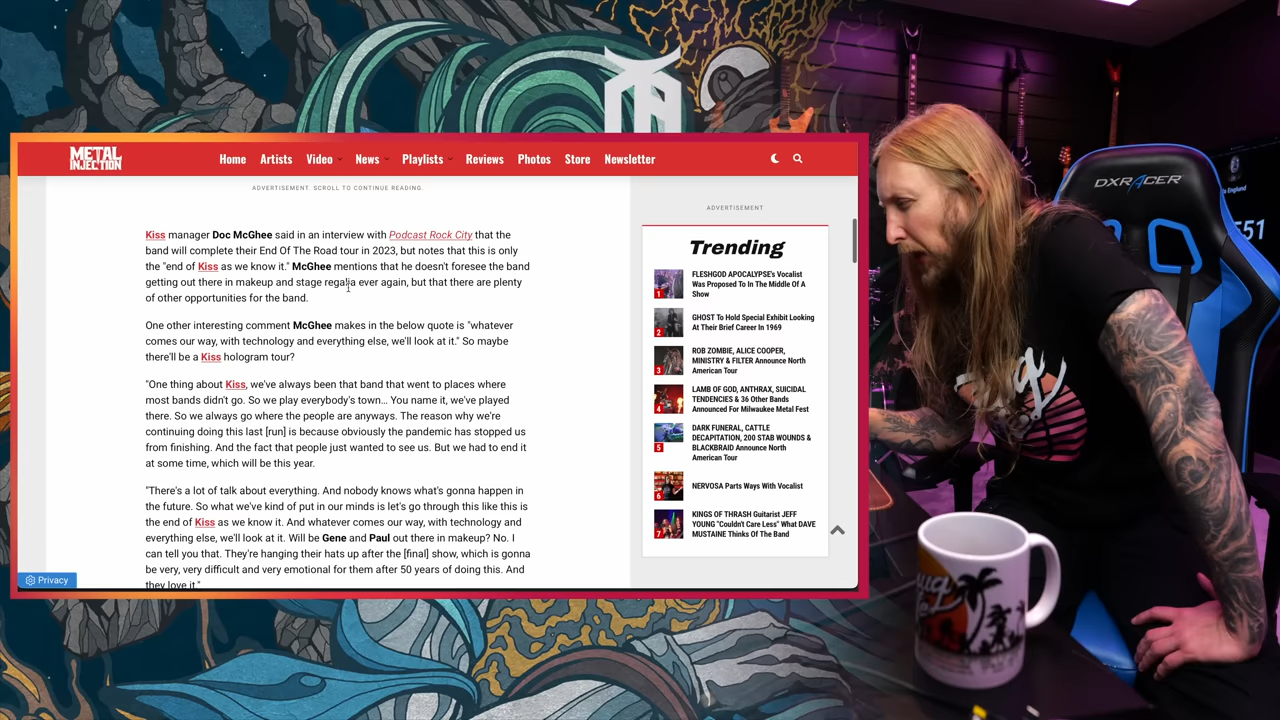 METAL
INJECTION
Home
Artists
Video
News
Playlists
Reviews
Photos
Store
Newsletter
ADVERTISEMENT. SCROLL TO CONTINUE READING.
Kiss manager Doc McGhee said in an interview with Podcast Rock City that the
band will complete their End Of The Road tour in 2023, but notes that this is only
the "end of Kiss as we know it." McGhee mentions that he doesn't foresee the band
getting out there in makeup and stage regalia ever again, but that there are plenty
of other opportunities for the band.
One other interesting comment McGhee makes in the below quote is "whatever
comes our way, with technology and everything else, we'll look at it." So maybe
there'll be a Kiss hologram tour?
"One thing about Kiss, we've always been that band that went to places where
most bands didn't go. So we play everybody's town… You name it, we've played
there. So we always go where the people are anyways. The reason why we're
continuing doing this last [run] is because obviously the pandemic has stopped us
from finishing. And the fact that people just wanted to see us. But we had to end it
at some time, which will be this year.
"There's a lot of talk about everything. And nobody knows what's gonna happen in
the future. So what we've kind of put in our minds is let's go through this like this is
the end of Kiss as we know it. And whatever comes our way, with technology and
everything else, we'll look at it. Will be Gene and Paul out there in makeup? No. I
can tell you that. They're hanging their hats up after the [final] show, which is gonna
be very, very difficult and very emotional for them after 50 years of doing this. And
they love it."
Privacy
ADVERTISEMENT
Trending
1
FLESHGOD APOCALYPSE's Vocalist
Was Proposed To In The Middle Of A
Show
2
GHOST To Hold Special Exhibit Looking
At Their Brief Career In 1969
3
ROB ZOMBIE, ALICE COOPER,
MINISTRY & FILTER Announce North
American Tour
4
LAMB OF GOD, ANTHRAX, SUICIDAL
TENDENCIES & 36 Other Bands
Announced For Milwaukee Metal Fest
5
DARK FUNERAL, CATTLE
DECAPITATION, 200 STAB WOUNDS &
BLACKBRAID Announce North
American Tour
6
NERVOSA Parts Ways With Vocalist
7
KINGS OF THRASH Guitarist JEFF
YOUNG "Couldn't Care Less" What DAVE
MUSTAINE Thinks Of The Band
DXRACER
England
551